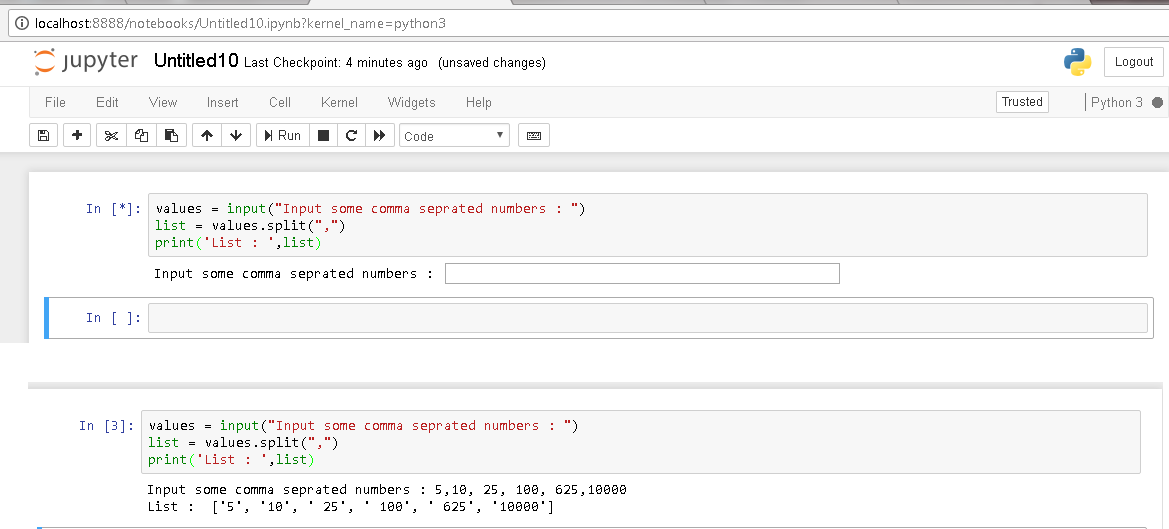 localhost:8888/notebooks/Untitled10.ipynb?kernel_name=python3
jupyter Untitled10 Last Checkpoint: 4 minutes ago (unsaved changes)
Logout
File Edit View Insert Cell Kernel Widgets Help
Trusted
Python 3
Run
Code
In [*]:
values = input("Input some comma seprated numbers : ")
list = values.split(",")
print('List : ',list)
Input some comma seprated numbers :
In [ ]:
In [3]:
values = input("Input some comma seprated numbers : ")
list = values.split(",")
print('List : ',list)
Input some comma seprated numbers : 5,10, 25, 100, 625,10000
List :  ['5', '10', ' 25', ' 100', ' 625', '10000']